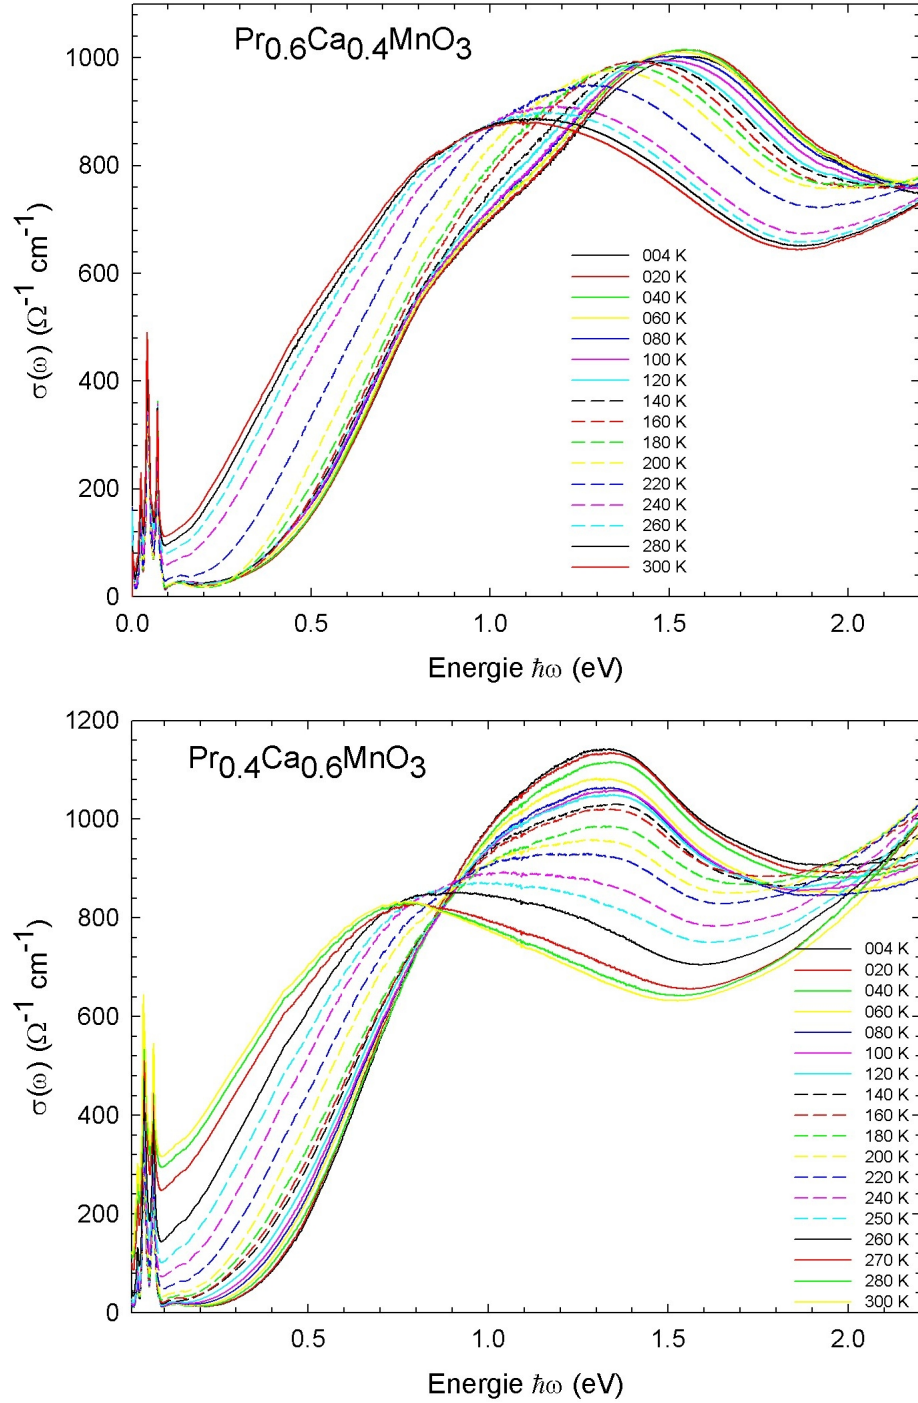 Pr0.6Ca0.4MnO3
1000
800
600
400
200
0
σ(ω) (Ω⁻¹ cm⁻¹)
004 K
020 K
040 K
060 K
080 K
100 K
120 K
140 K
160 K
180 K
200 K
220 K
240 K
260 K
280 K
300 K
0.0 0.5 1.0 1.5 2.0
Energie ℏω (eV)
Pr0.4Ca0.6MnO3
1200
1000
800
600
400
200
0
σ(ω) (Ω⁻¹ cm⁻¹)
004 K
020 K
040 K
060 K
080 K
100 K
120 K
140 K
160 K
180 K
200 K
220 K
240 K
250 K
260 K
270 K
280 K
300 K
0.5 1.0 1.5 2.0
Energie ℏω (eV)